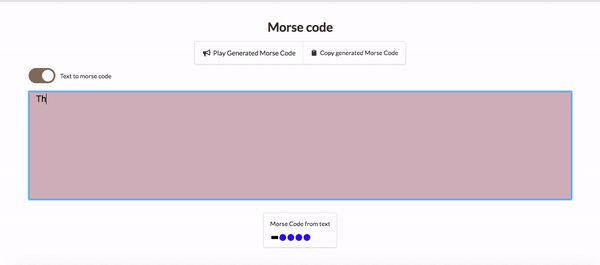 Morse code
Play Generated Morse Code
Copy generated Morse Code
Text to morse code
Th
Morse Code from text